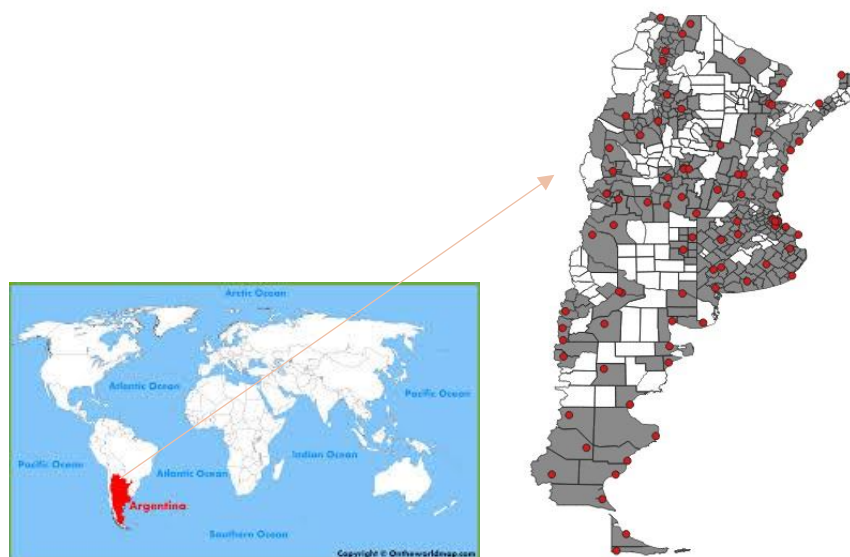 Arctic Ocean
Atlantic Ocean
Pacific Ocean
Indian Ocean
Pacific Ocean
Atlantic Ocean
Argentina
Southern Ocean
Copyright © Ontheworldmap.com